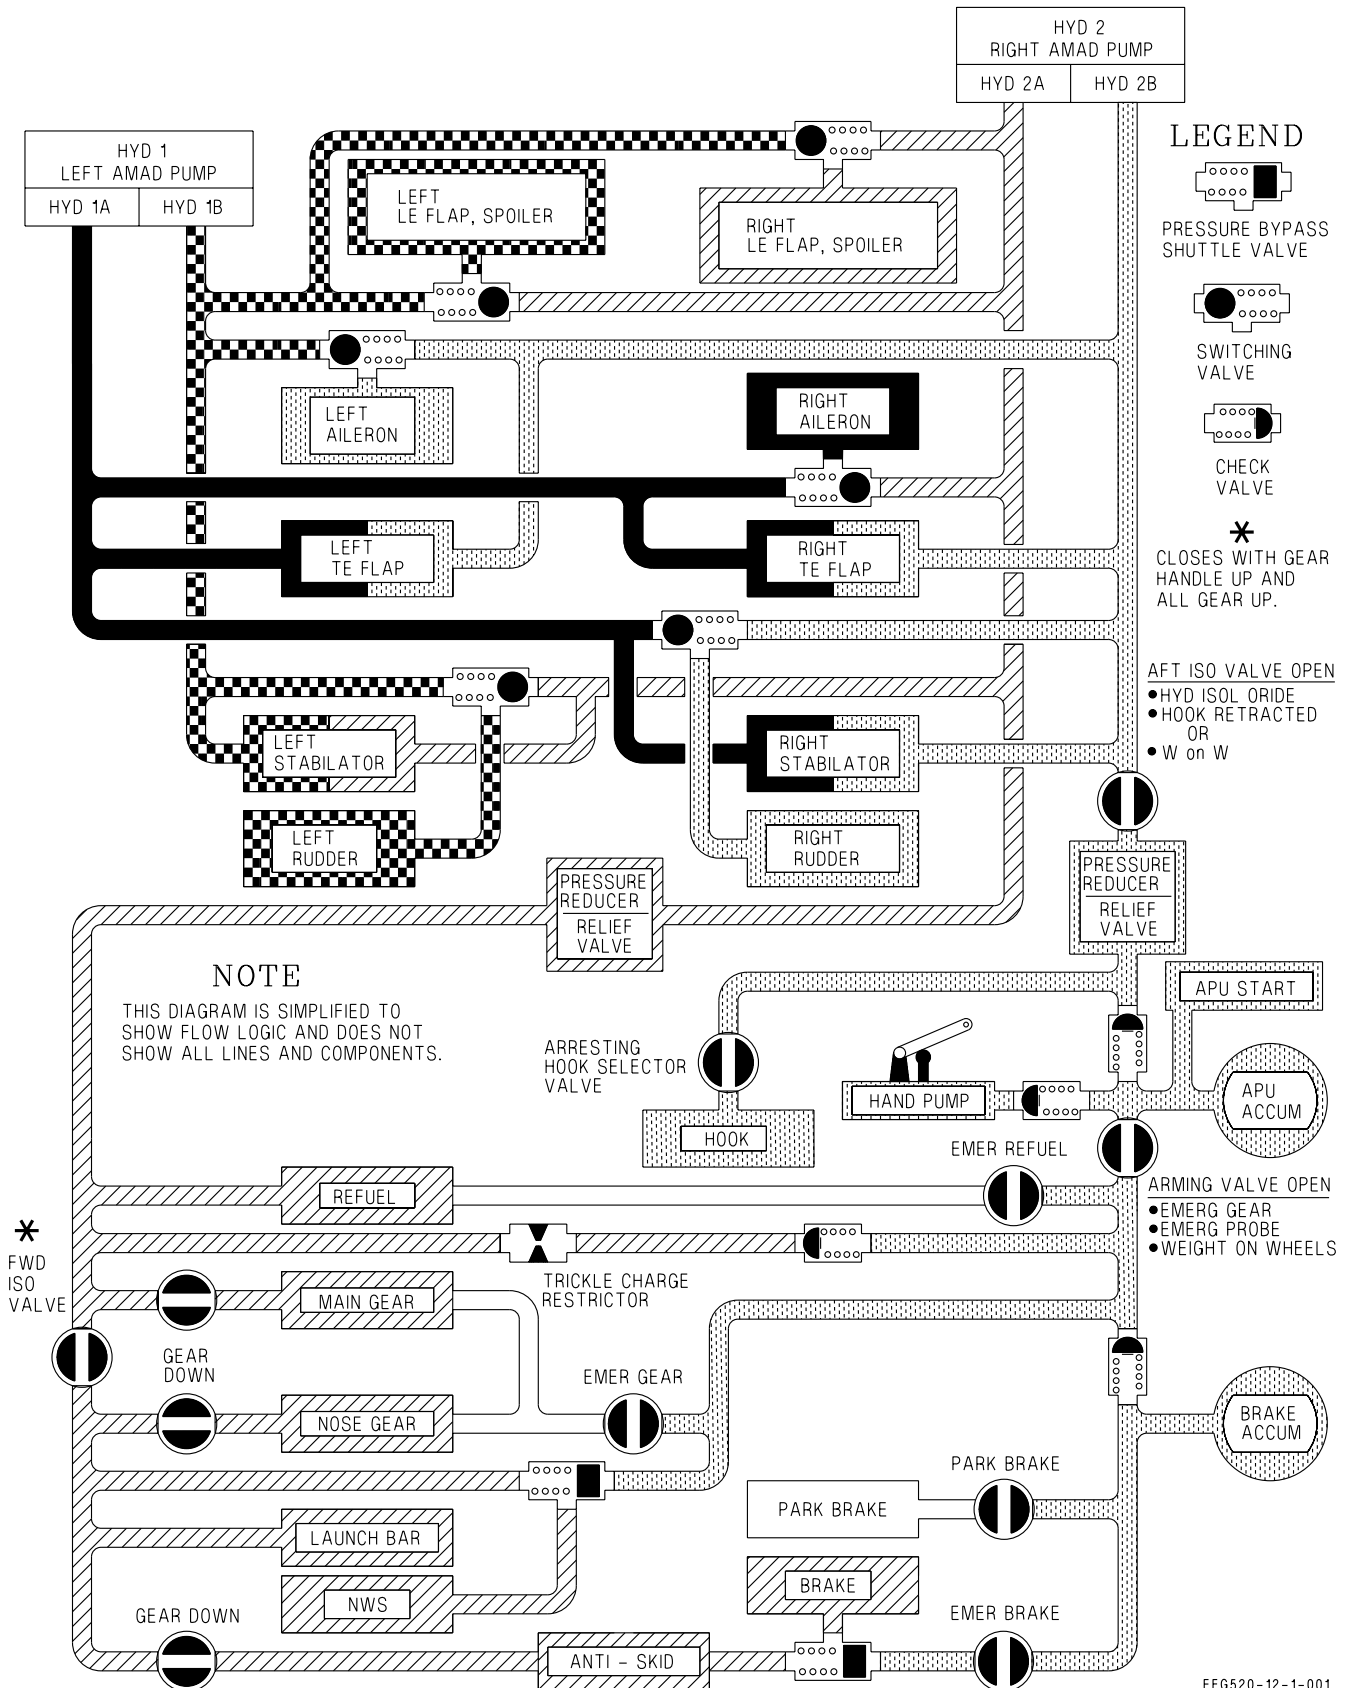 HYD 2
RIGHT AMAD PUMP
HYD 2A
HYD 2B
HYD 1
LEFT AMAD PUMP
HYD 1A
HYD 1B
LEGEND
PRESSURE BYPASS
SHUTTLE VALVE
SWITCHING
VALVE
CHECK
VALVE
*
CLOSES WITH GEAR
HANDLE UP AND
ALL GEAR UP.
LEFT
LE FLAP, SPOILER
RIGHT
LE FLAP, SPOILER
LEFT
AILERON
RIGHT
AILERON
LEFT
TE FLAP
RIGHT
TE FLAP
AFT ISO VALVE OPEN
●HYD ISOL ORIDE
●HOOK RETRACTED
OR
● W on W
LEFT
STABILATOR
RIGHT
STABILATOR
LEFT
RUDDER
RIGHT
RUDDER
PRESSURE
REDUCER
RELIEF
VALVE
PRESSURE
REDUCER
RELIEF
VALVE
NOTE
THIS DIAGRAM IS SIMPLIFIED TO
SHOW FLOW LOGIC AND DOES NOT
SHOW ALL LINES AND COMPONENTS.
APU START
ARRESTING
HOOK SELECTOR
VALVE
HAND PUMP
APU
ACCUM
HOOK
EMER REFUEL
ARMING VALVE OPEN
●EMERG GEAR
●EMERG PROBE
●WEIGHT ON WHEELS
REFUEL
*
FWD
ISO
VALVE
TRICKLE CHARGE
RESTRICTOR
MAIN GEAR
GEAR
DOWN
EMER GEAR
NOSE GEAR
BRAKE
ACCUM
PARK BRAKE
PARK BRAKE
LAUNCH BAR
NWS
BRAKE
GEAR DOWN
EMER BRAKE
ANTI - SKID
FFG520-12-1-001